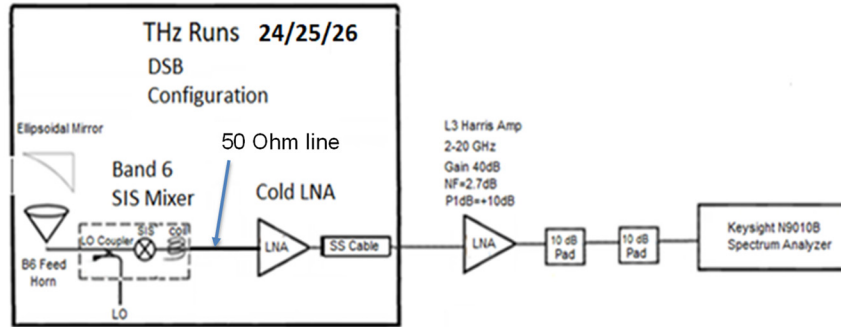 THz Runs 24/25/26
DSB
Configuration
Ellipsoidal Mirror
50 Ohm line
Band 6
SIS Mixer
Cold LNA
LO Coupler
SIS
coil
LNA
SS Cable
B6 Feed
Horn
LO
L3 Harris Amp
2-20 GHz
Gain 40dB
NF=2.7dB
P1dB=+10dB
LNA
10 dB
Pad
10 dB
Pad
Keysight N9010B
Spectrum Analyzer